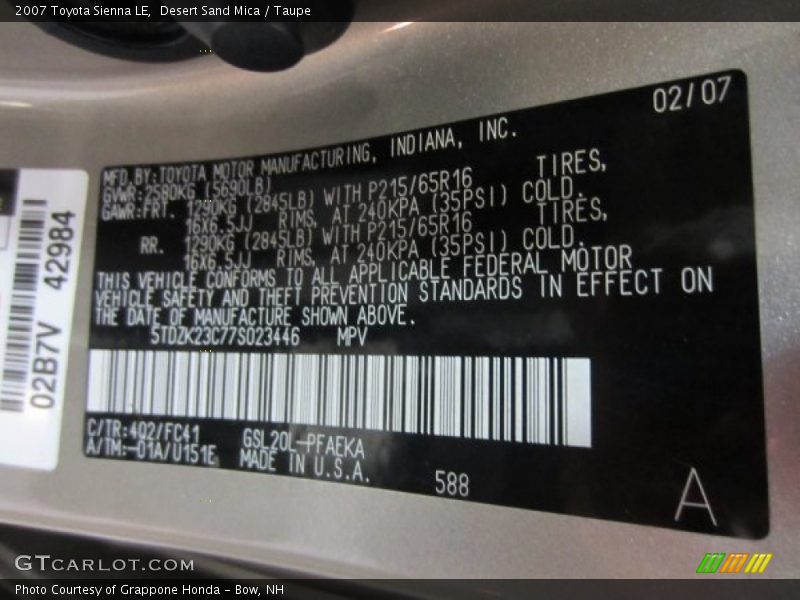 2007 Toyota Sienna LE, Desert Sand Mica / Taupe
02/07
MFD.BY:TOYOTA MOTOR MANUFACTURING, INDIANA, INC.
GVWR:2580KG (5690LB)
GAWR:FRT. 1290KG (2845LB) WITH P215/65R16 TIRES,
16X6.5JJ RIMS, AT 240KPA (35PSI) COLD.
RR. 1290KG (2845LB) WITH P215/65R16 TIRES,
16X6.5JJ RIMS, AT 240KPA (35PSI) COLD.
THIS VEHICLE CONFORMS TO ALL APPLICABLE FEDERAL MOTOR
VEHICLE SAFETY AND THEFT PREVENTION STANDARDS IN EFFECT ON
THE DATE OF MANUFACTURE SHOWN ABOVE.
5TDZK23C77S023446 MPV
C/TR:4Q2/FC41 GSL20L-PFAEKA
A/TM:-01A/U151E MADE IN U.S.A.
588
A
02B7V 42984
GTCARLOT.COM
Photo Courtesy of Grappone Honda - Bow, NH